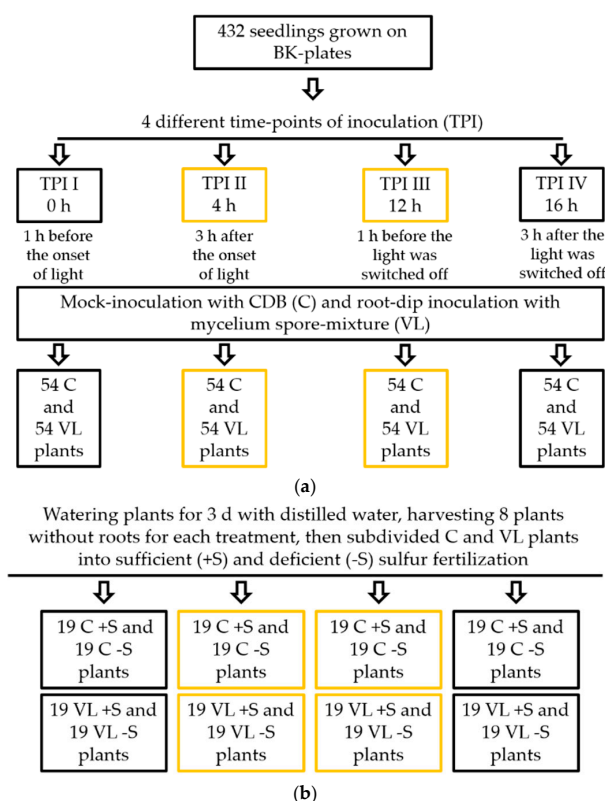 432 seedlings grown on
BK-plates
4 different time-points of inoculation (TPI)
TPI I
0 h
TPI II
4 h
TPI III
12 h
TPI IV
16 h
1 h before
the onset
of light
3 h after
the onset
of light
1 h before the
light was
switched off
3 h after the
light was
switched off
Mock-inoculation with CDB (C) and root-dip inoculation with
mycelium spore-mixture (VL)
54 C
and
54 VL
plants
54 C
and
54 VL
plants
54 C
and
54 VL
plants
54 C
and
54 VL
plants
(a)
Watering plants for 3 d with distilled water, harvesting 8 plants
without roots for each treatment, then subdivided C and VL plants
into sufficient (+S) and deficient (-S) sulfur fertilization
19 C +S and
19 C -S
plants
19 C +S and
19 C -S
plants
19 C +S and
19 C -S
plants
19 C +S and
19 C -S
plants
19 VL +S and
19 VL -S
plants
19 VL +S and
19 VL -S
plants
19 VL +S and
19 VL -S
plants
19 VL +S and
19 VL -S
plants
(b)